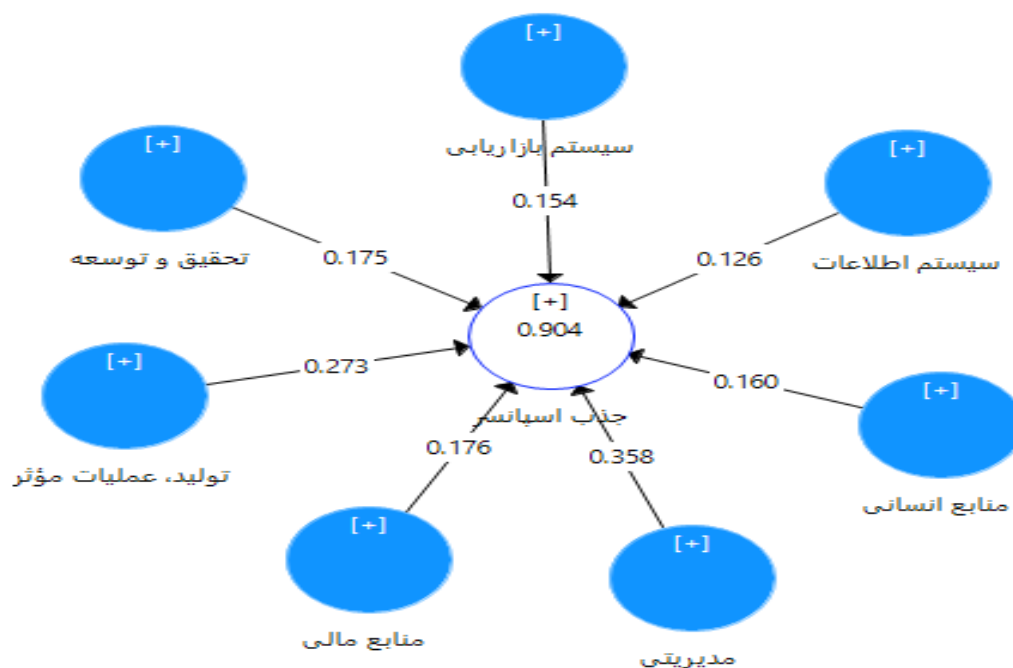 [+]
سیستم بازاریابی
[+]
تحقیق و توسعه
[+]
سیستم اطلاعات
0.154
0.175
0.126
[+]
0.904
جذب اسپانسر
[+]
تولید، عملیات مؤثر
0.273
0.160
[+]
منابع انسانی
0.176
0.358
[+]
منابع مالی
[+]
مدیریتی